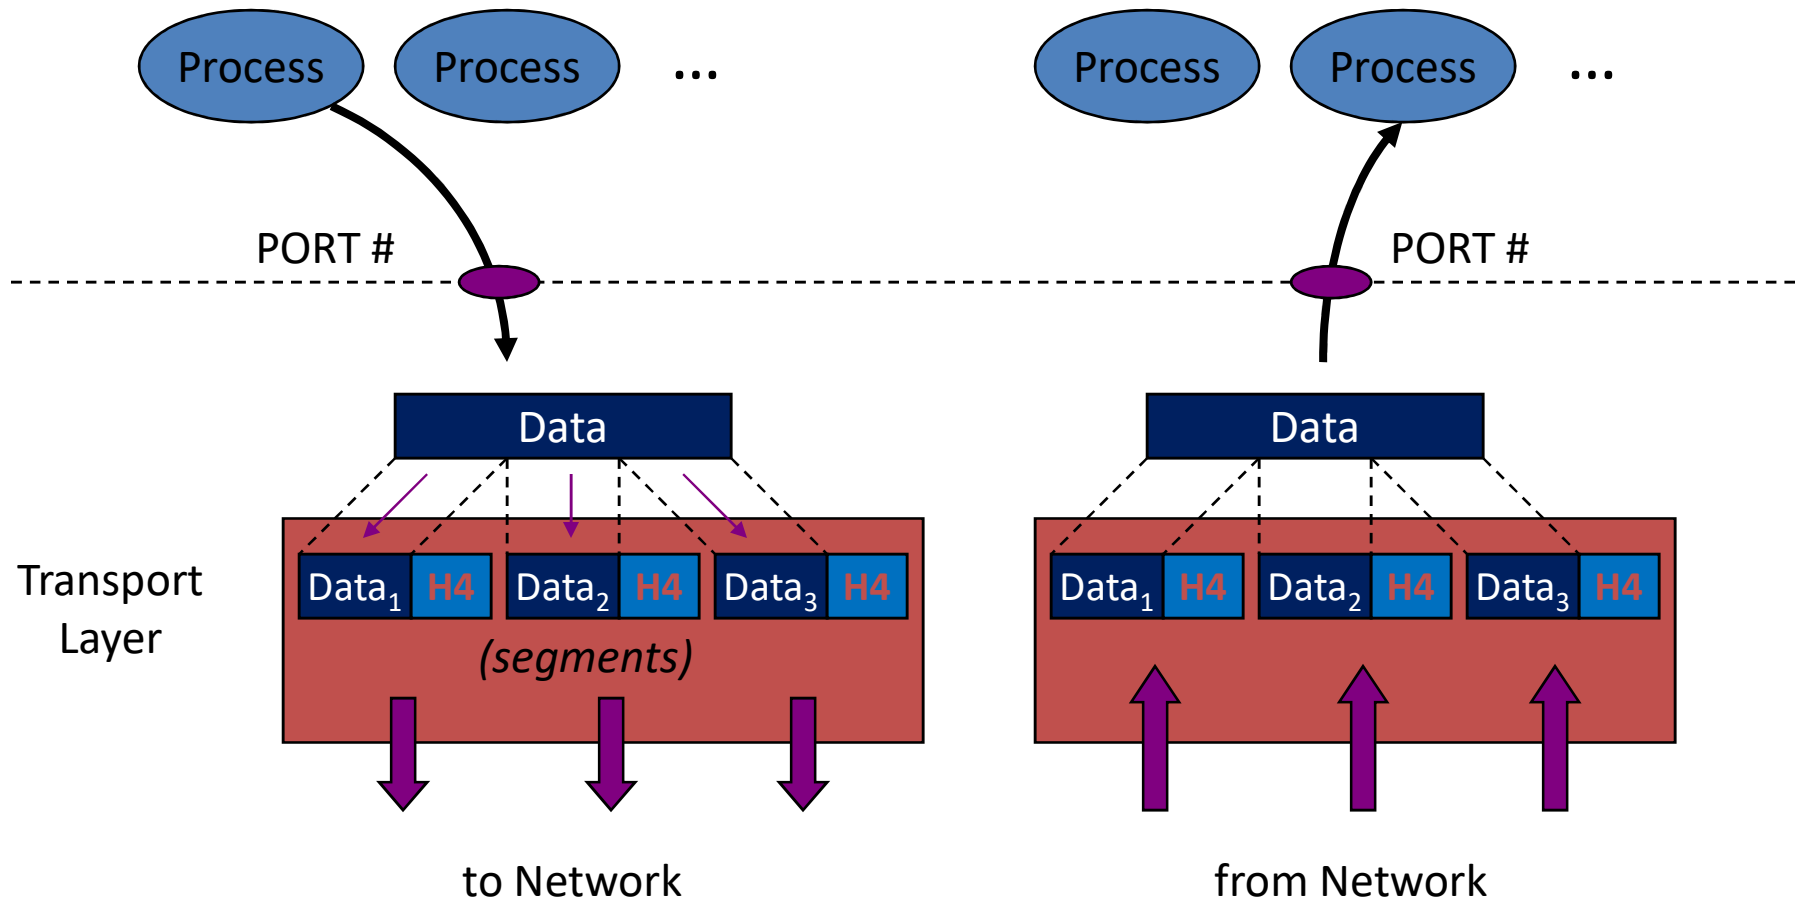 Process Process ... Process Process ...
PORT # PORT #
Data Data
Data1 H4 Data2 H4 Data3 H4 Data1 H4 Data2 H4 Data3 H4
Transport
Layer
(segments)
to Network from Network